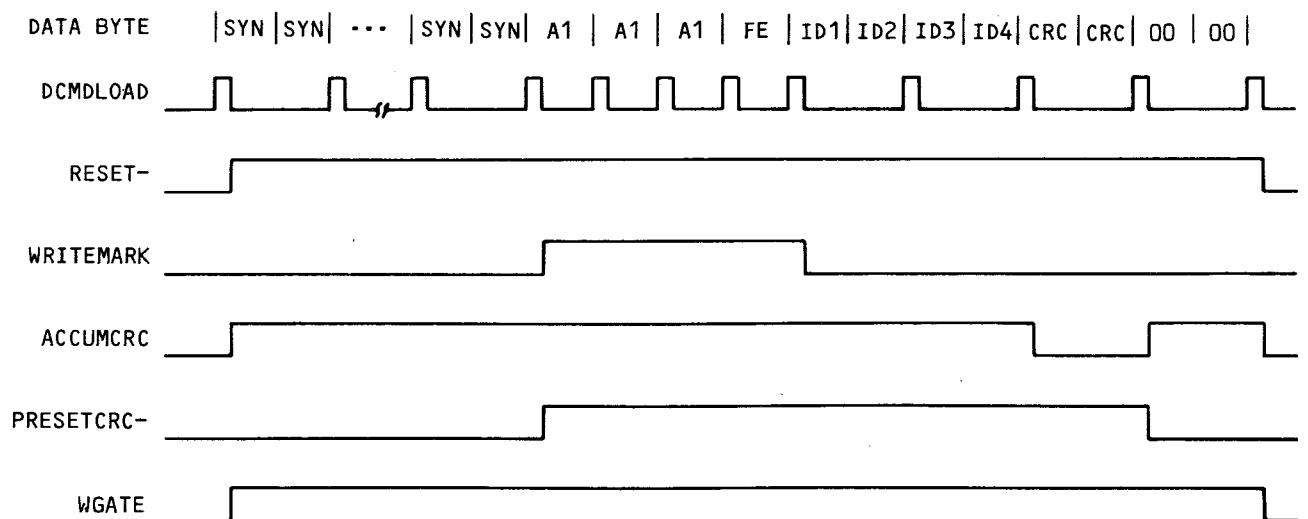 DATA BYTE |SYN|SYN| ... |SYN|SYN| A1 | A1 | A1 | FE |ID1|ID2|ID3|ID4|CRC|CRC| 00 | 00 |
DCMDLOAD
RESET-
WRITEMARK
ACCUMCRC
PRESETCRC-
WGATE